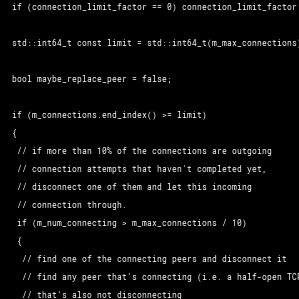 if (connection_limit_factor == 0) connection_limit_factor
std::int64_t const limit = std::int64_t(m_max_connections
bool maybe_replace_peer = false;
if (m_connections.end_index() >= limit)
{
// if more than 10% of the connections are outgoing
// connection attempts that haven't completed yet,
// disconnect one of them and let this incoming
// connection through.
if (m_num_connecting > m_max_connections / 10)
{
// find one of the connecting peers and disconnect it
// find any peer that's connecting (i.e. a half-open TCP
// that's also not disconnecting